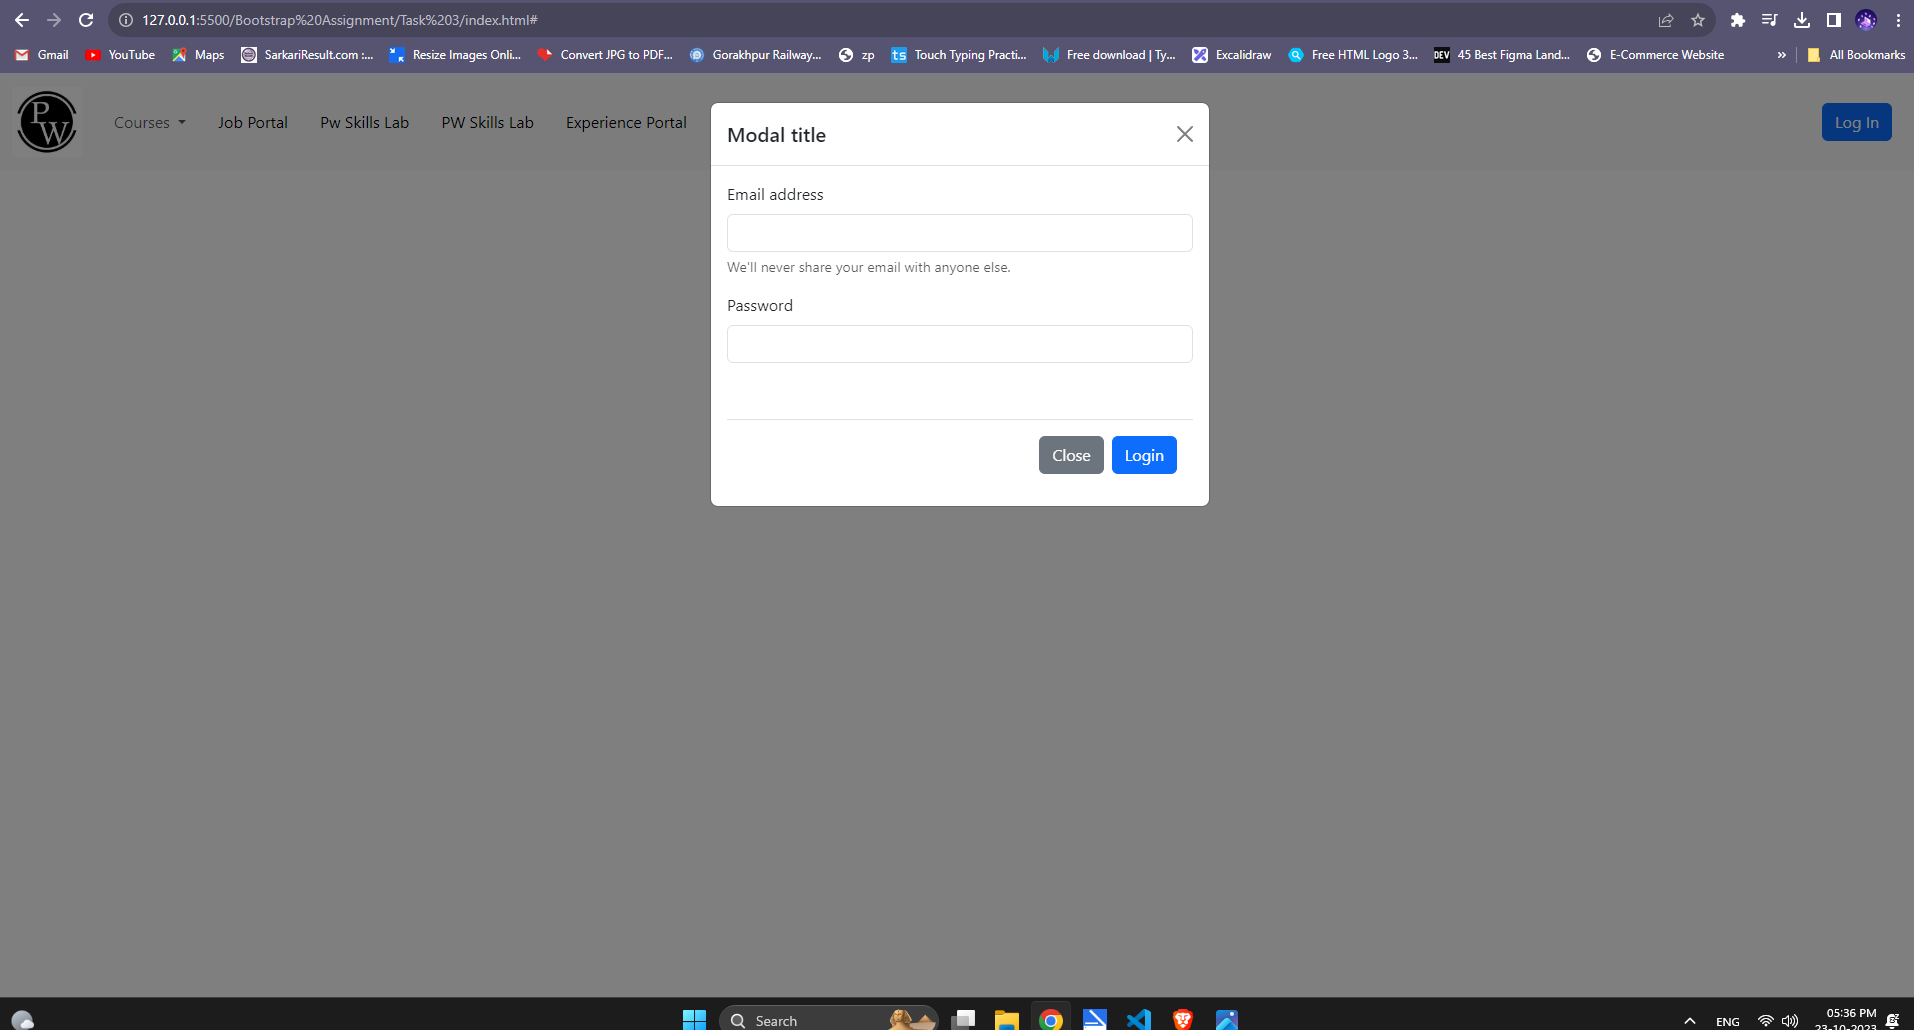 127.0.0.1:5500/Bootstrap%20Assignment/Task%203/index.html#
Gmail YouTube Maps SarkariResult.com :... Resize Images Onli... Convert JPG to PDF... Gorakhpur Railway... zp ts Touch Typing Practi... Free download | Ty... Excalidraw Free HTML Logo 3... DEV 45 Best Figma Land... E-Commerce Website » All Bookmarks
PW Courses Job Portal Pw Skills Lab PW Skills Lab Experience Portal Log In
Modal title
Email address
We'll never share your email with anyone else.
Password
Close Login
Search ENG 05:36 PM
23-10-2023